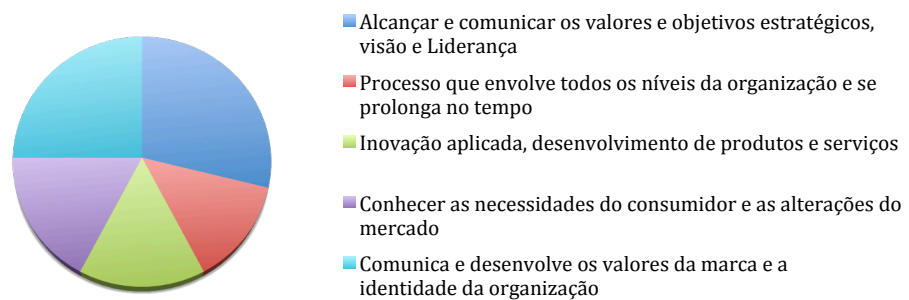 Alcançar e comunicar os valores e objetivos estratégicos,
visão e Liderança
Processo que envolve todos os níveis da organização e se
prolonga no tempo
Inovação aplicada, desenvolvimento de produtos e serviços
Conhecer as necessidades do consumidor e as alterações do
mercado
Comunica e desenvolve os valores da marca e a
identidade da organização